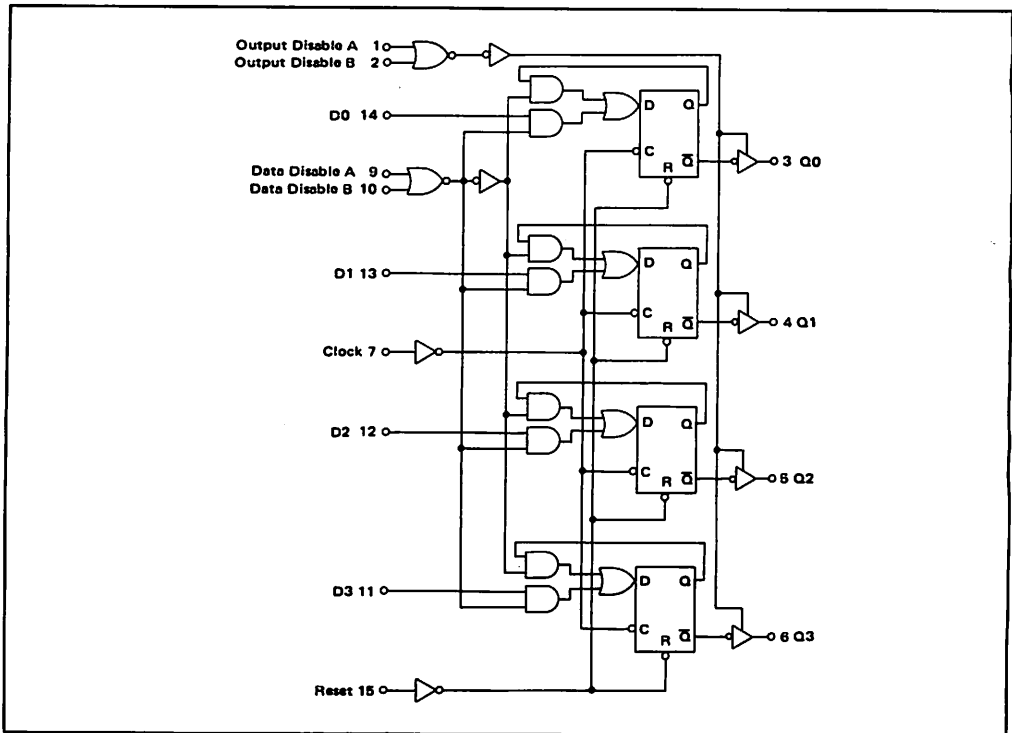 Output Disable A 1
Output Disable B 2
D Q
D0 14
C
Q̅ 3 Q0
Data Disable A 9
R
Data Disable B 10
D Q
D1 13
C
Q̅ 4 Q1
R
Clock 7
D Q
D2 12
C
Q̅ 5 Q2
R
D Q
D3 11
C
Q̅ 6 Q3
R
Reset 15